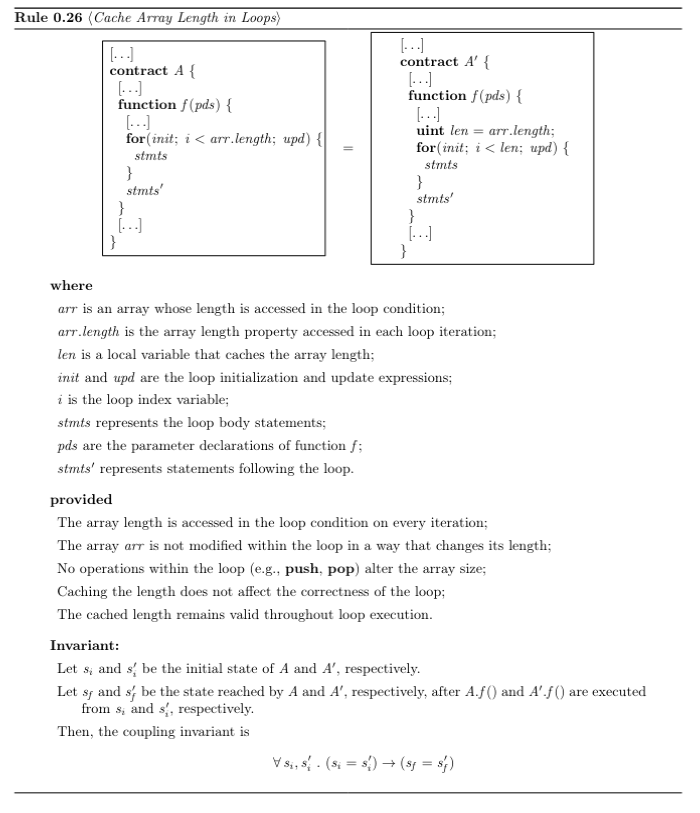 Rule 0.26 ⟨Cache Array Length in Loops⟩
[...]
contract A {
[...]
function f(pds) {
[...]
for(init; i < arr.length; upd) {
stmts
}
stmts′
}
[...]
}
=
[...]
contract A′ {
[...]
function f(pds) {
[...]
uint len = arr.length;
for(init; i < len; upd) {
stmts
}
stmts′
}
[...]
}
where
arr is an array whose length is accessed in the loop condition;
arr.length is the array length property accessed in each loop iteration;
len is a local variable that caches the array length;
init and upd are the loop initialization and update expressions;
i is the loop index variable;
stmts represents the loop body statements;
pds are the parameter declarations of function f;
stmts′ represents statements following the loop.
provided
The array length is accessed in the loop condition on every iteration;
The array arr is not modified within the loop in a way that changes its length;
No operations within the loop (e.g., push, pop) alter the array size;
Caching the length does not affect the correctness of the loop;
The cached length remains valid throughout loop execution.
Invariant:
Let s_i and s′_i be the initial state of A and A′, respectively.
Let s_f and s′_f be the state reached by A and A′, respectively, after A.f() and A′.f() are executed
from s_i and s′_i, respectively.
Then, the coupling invariant is
∀ s_i, s′_i . (s_i = s′_i) → (s_f = s′_f)